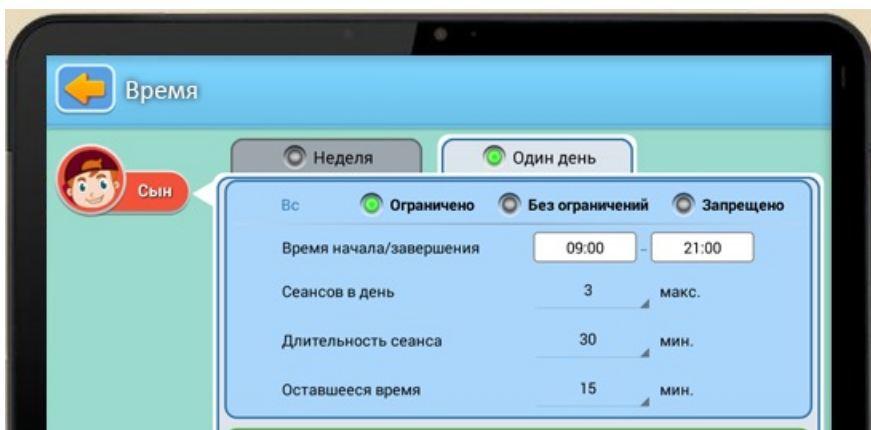 Время
Неделя
Один день
Сын
Вс Ограничено Без ограничений Запрещено
Время начала/завершения 09:00 - 21:00
Сеансов в день 3 макс.
Длительность сеанса 30 мин.
Оставшееся время 15 мин.